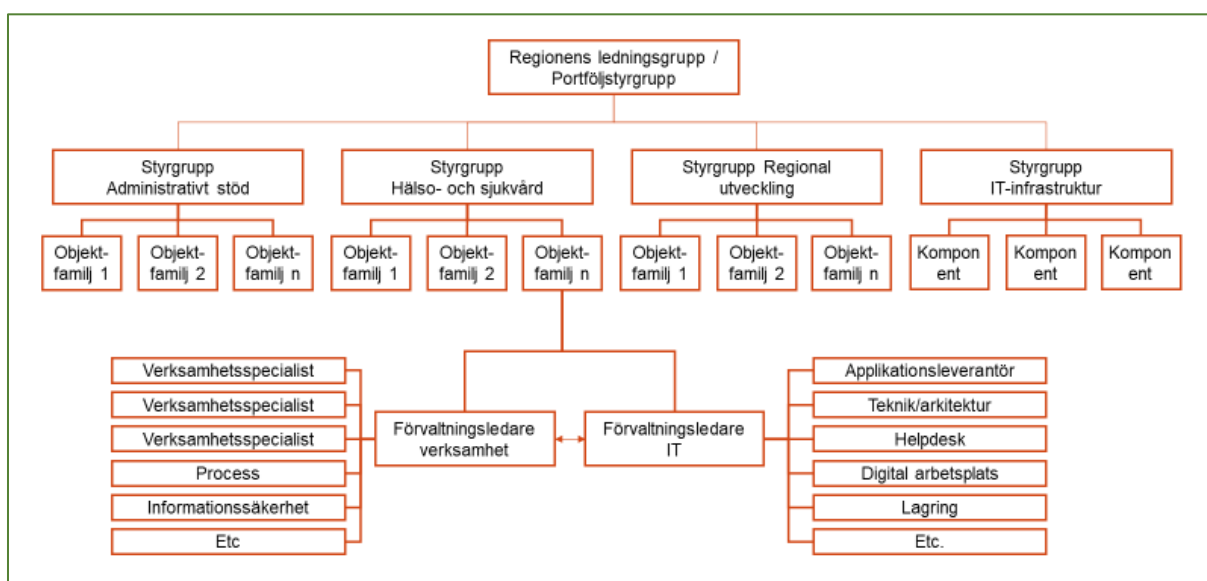 Regionens ledningsgrupp /
Portföljstyrgrupp
Styrgrupp
Administrativt stöd
Styrgrupp
Hälso- och sjukvård
Styrgrupp Regional
utveckling
Styrgrupp
IT-infrastruktur
Objekt-
familj 1
Objekt-
familj 2
Objekt-
familj n
Objekt-
familj 1
Objekt-
familj 2
Objekt-
familj n
Objekt-
familj 1
Objekt-
familj 2
Objekt-
familj n
Kompon
ent
Kompon
ent
Kompon
ent
Verksamhetsspecialist
Verksamhetsspecialist
Verksamhetsspecialist
Process
Informationssäkerhet
Etc
Förvaltningsledare
verksamhet
Förvaltningsledare
IT
Applikationsleverantör
Teknik/arkitektur
Helpdesk
Digital arbetsplats
Lagring
Etc.